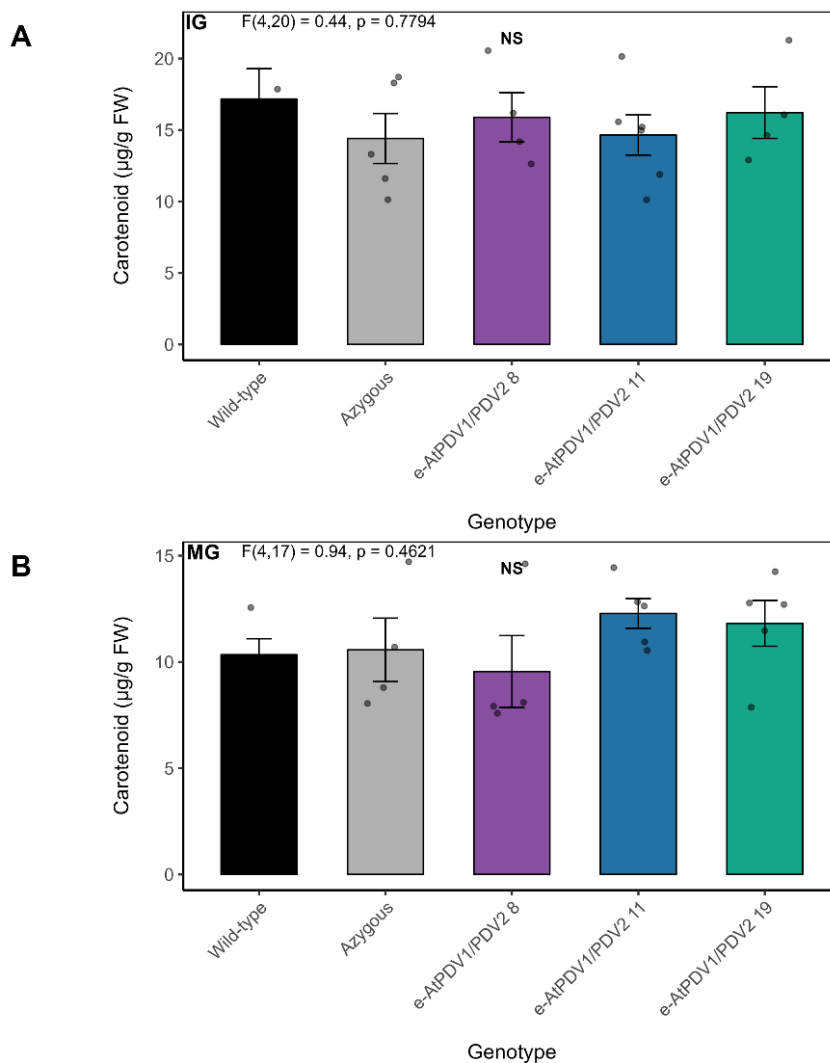 A
IG F(4,20) = 0.44, p = 0.7794
NS
20
15
10
5
0
Carotenoid (µg/g FW)
Wild-type
Azygous
e-AtPDV1/PDV2 8
e-AtPDV1/PDV2 11
e-AtPDV1/PDV2 19
Genotype
B
MG F(4,17) = 0.94, p = 0.4621
NS
15
10
5
0
Carotenoid (µg/g FW)
Wild-type
Azygous
e-AtPDV1/PDV2 8
e-AtPDV1/PDV2 11
e-AtPDV1/PDV2 19
Genotype